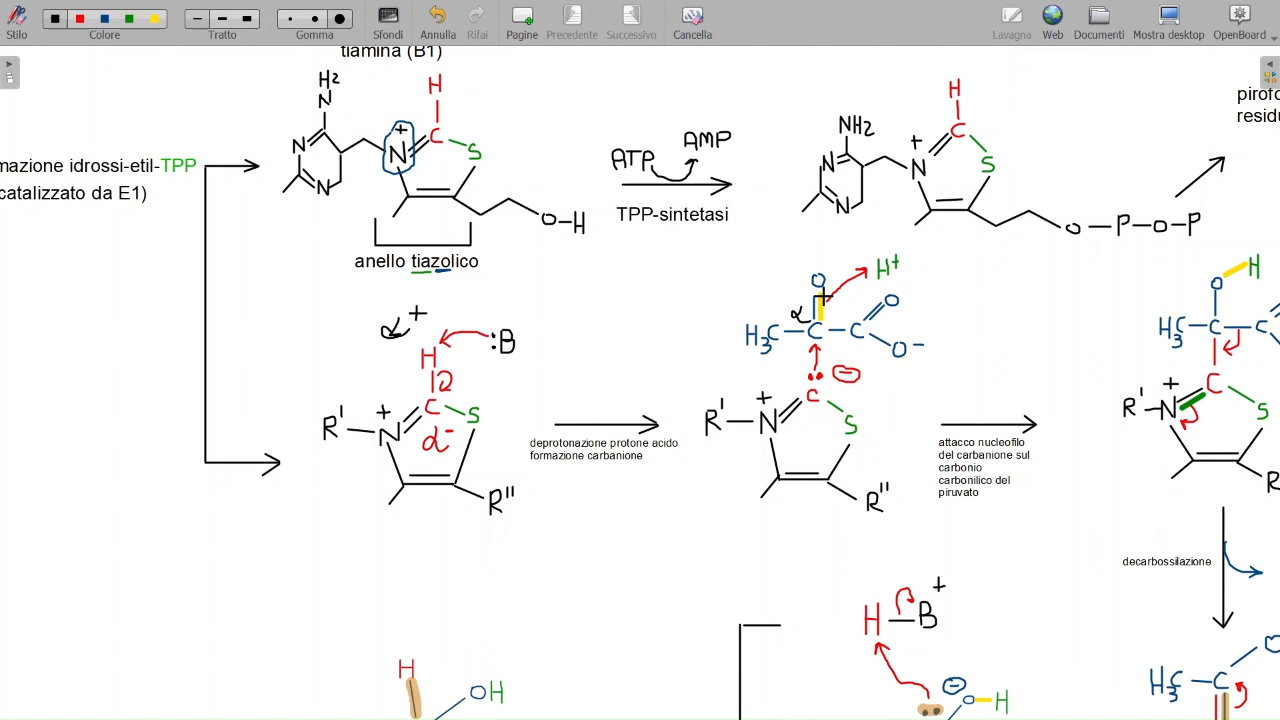 Stilo Colore Tratto Gomma Sfondi Annulla Rifai Pagine Precedente Successivo Cancella Lavagna Web Documenti Mostra desktop OpenBoard
tiamina (B1)
H2
N
H
N
N
N
+
C
S
O-H
mazione idrossi-etil-TPP
catalizzato da E1)
anello tiazolico
ATP
AMP
TPP-sintetasi
NH2
N
N
H
C
+
N
S
O-P-O-P
pirofo
residu
α +
H
:B
R'
+
N
C
S
α-
R"
deprotonazione protone acido
formazione carbanione
O
H+
α
H3C-C-C
O
O-
-
C
R'-N
+
S
R"
attacco nucleofilo
del carbanione sul
carbonio
carbonilico del
piruvato
O
H
H3C-C-C
C
R'-N
+
S
R
decarbossilazione
H-B
+
H
OH
-
O-H
H3C-C
O